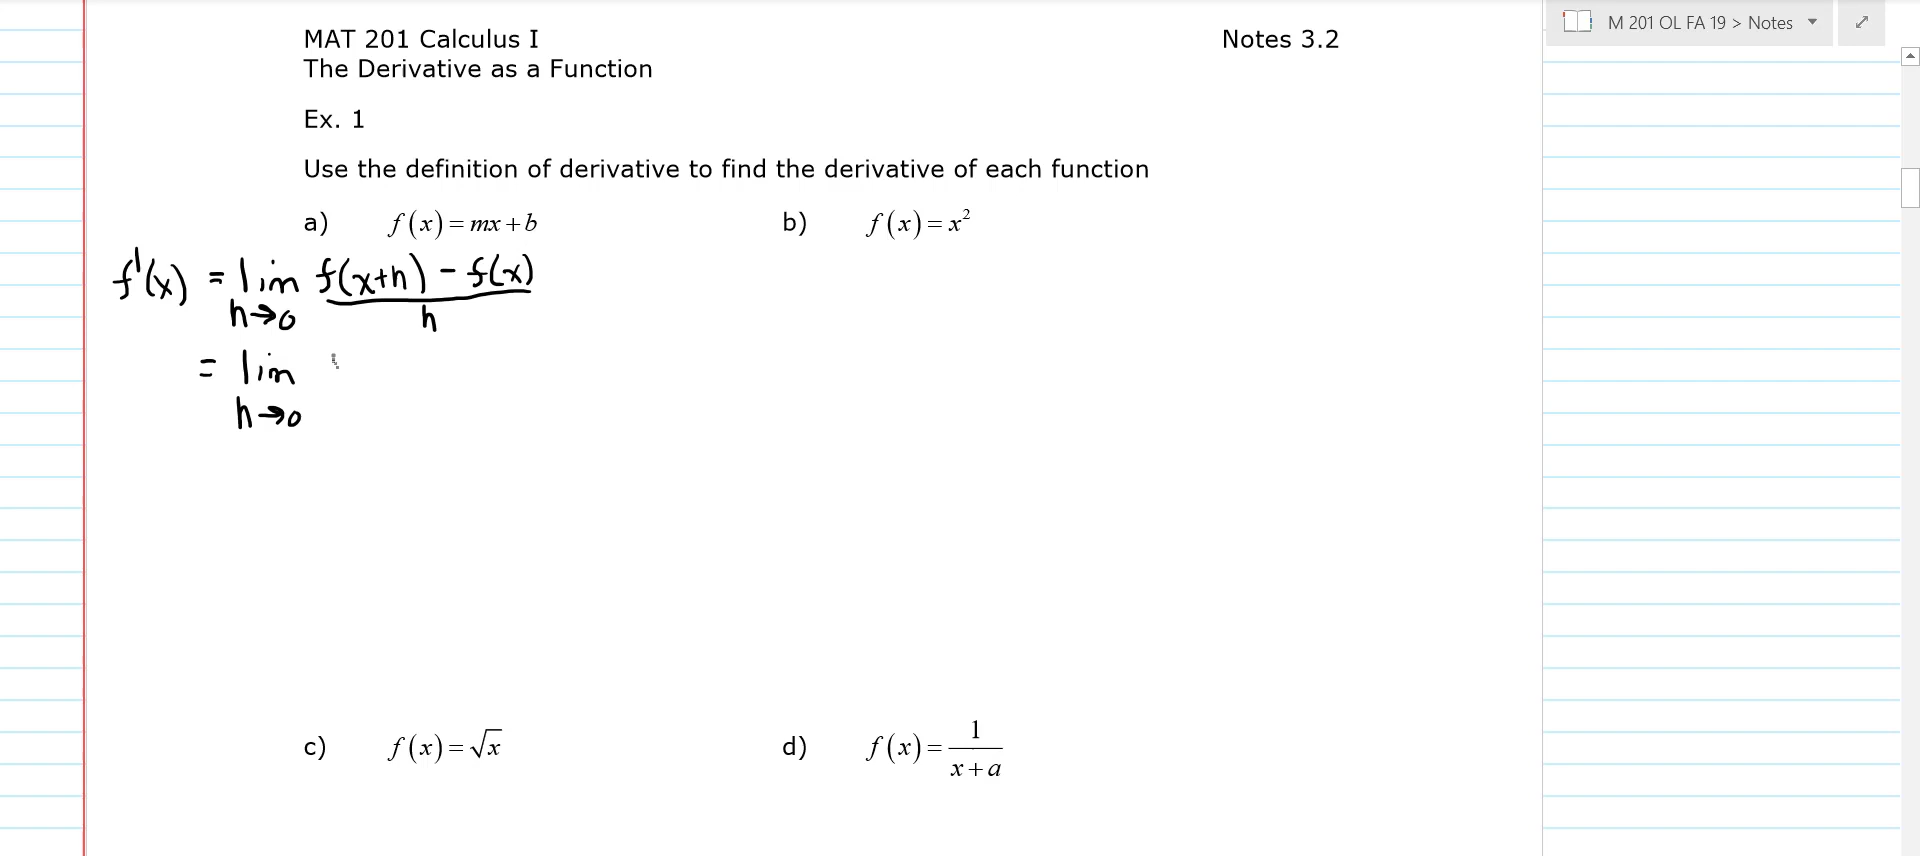 MAT 201 Calculus I Notes 3.2
M 201 OL FA 19 > Notes
The Derivative as a Function
Ex. 1
Use the definition of derivative to find the derivative of each function
a) f(x) = mx + b b) f(x) = x²
f'(x) = lim f(x+h) - f(x)
h→0 h
= lim
h→0
c) f(x) = √x d) f(x) = 1
x + a